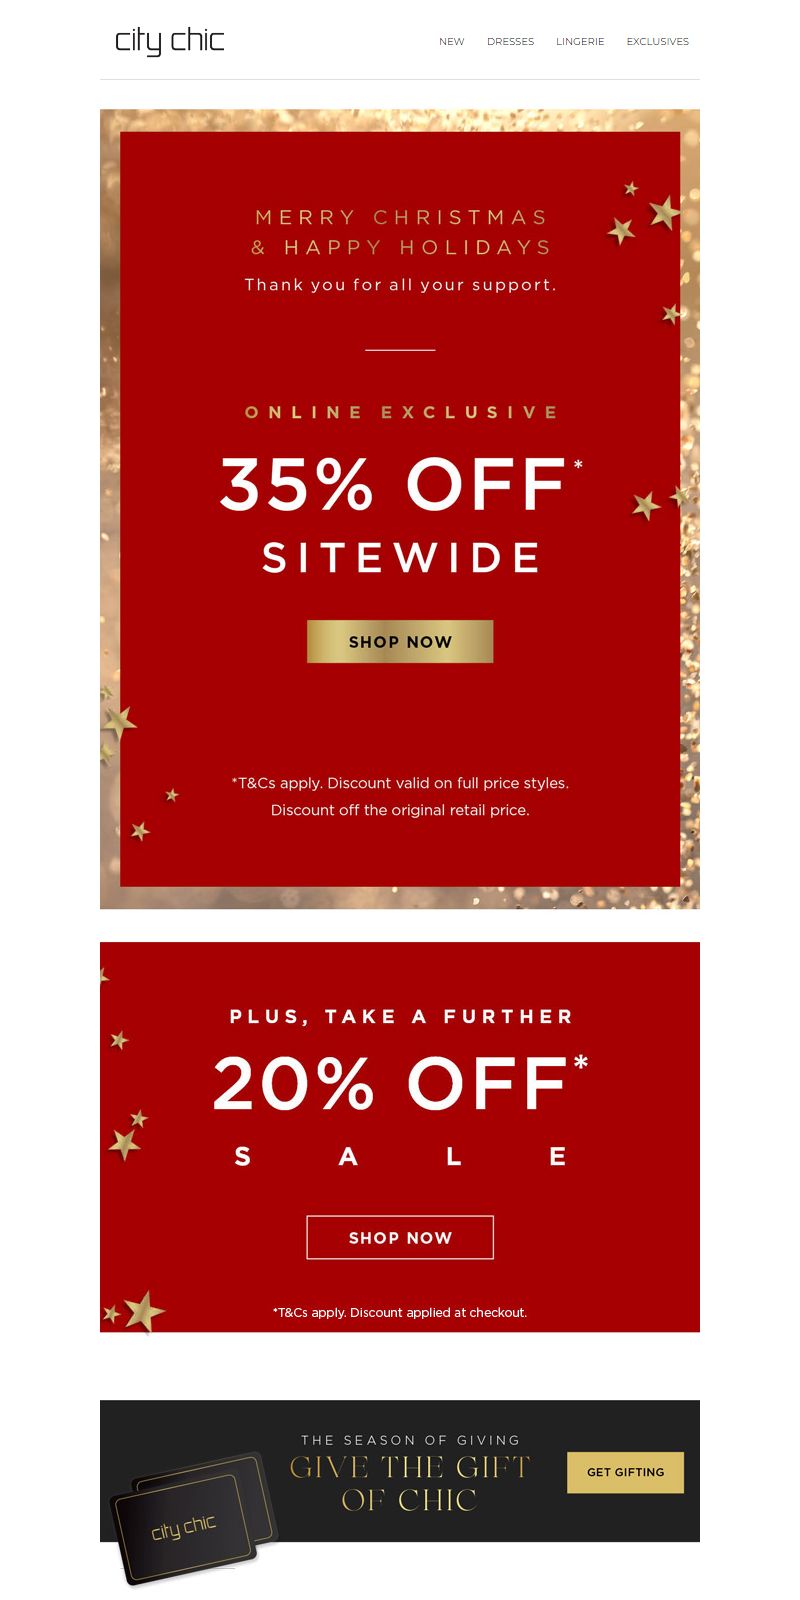 city chic
NEW DRESSES LINGERIE EXCLUSIVES
MERRY CHRISTMAS
& HAPPY HOLIDAYS
Thank you for all your support.
ONLINE EXCLUSIVE
35% OFF*
SITEWIDE
SHOP NOW
*T&Cs apply. Discount valid on full price styles.
Discount off the original retail price.
PLUS, TAKE A FURTHER
20% OFF*
SALE
SHOP NOW
*T&Cs apply. Discount applied at checkout.
THE SEASON OF GIVING
GIVE THE GIFT
OF CHIC
GET GIFTING
city chic